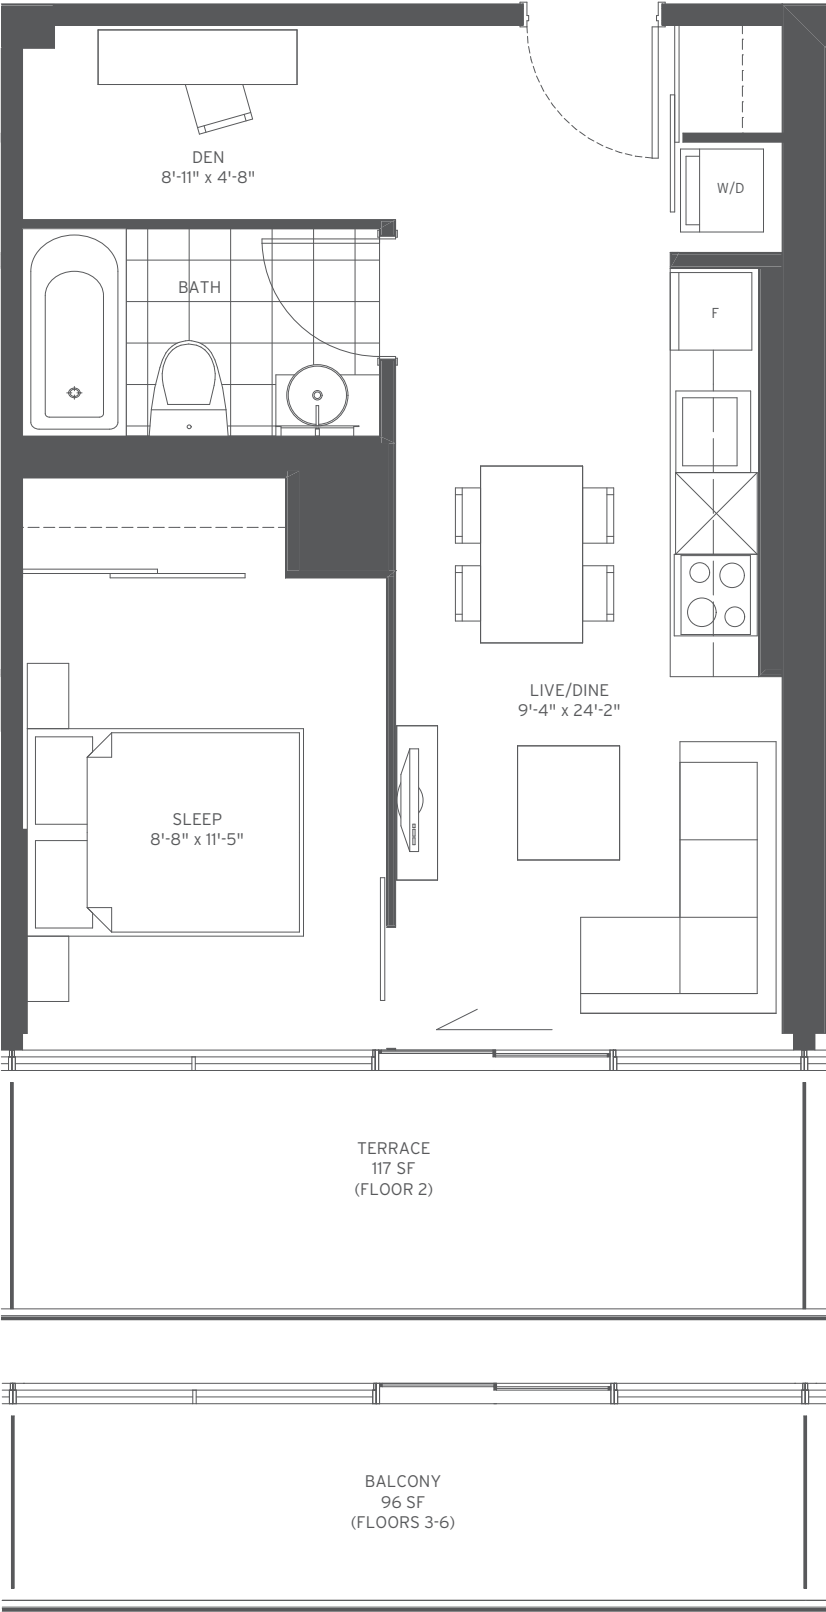 DEN
8'-11" x 4'-8"
W/D
BATH
F
LIVE/DINE
9'-4" x 24'-2"
SLEEP
8'-8" x 11'-5"
TERRACE
117 SF
(FLOOR 2)
BALCONY
96 SF
(FLOORS 3-6)